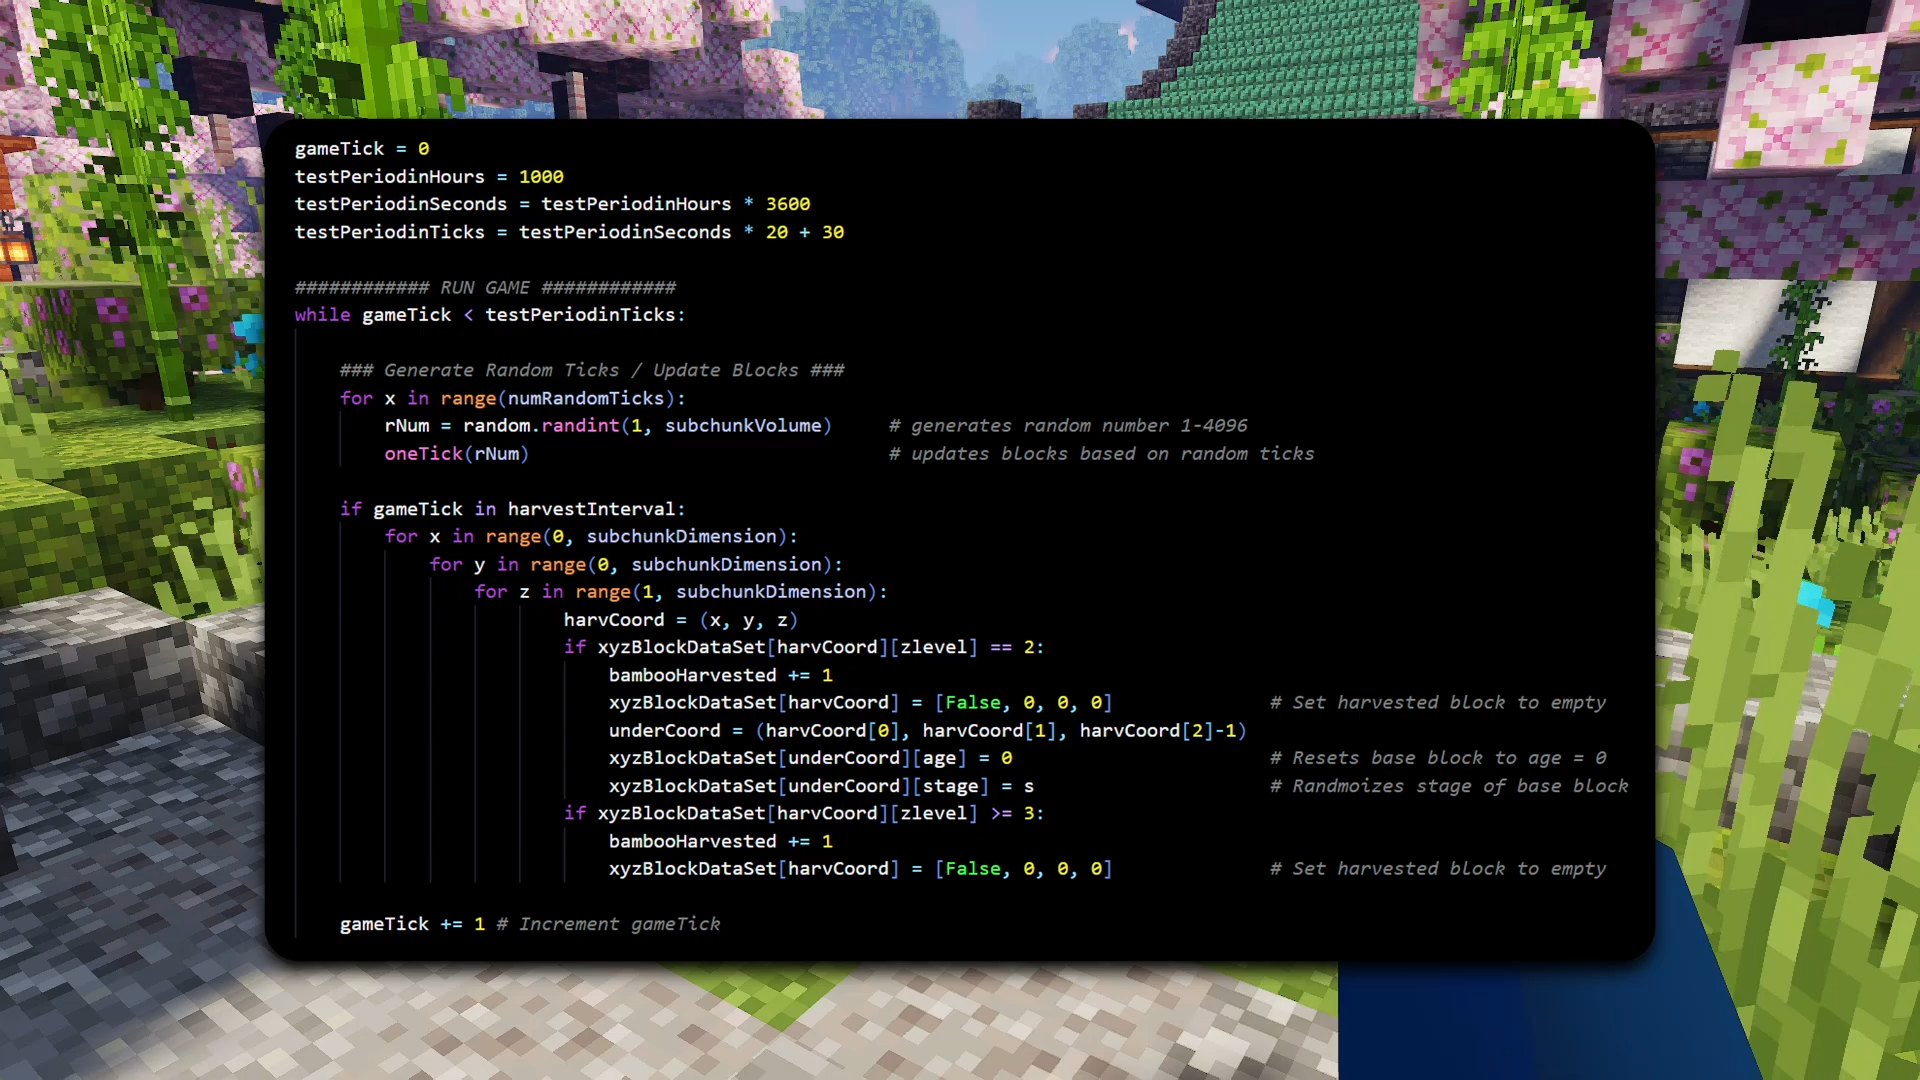 gameTick = 0
testPeriodinHours = 1000
testPeriodinSeconds = testPeriodinHours * 3600
testPeriodinTicks = testPeriodinSeconds * 20 + 30
############ RUN GAME ############
while gameTick < testPeriodinTicks:
### Generate Random Ticks / Update Blocks ###
for x in range(numRandomTicks):
rNum = random.randint(1, subchunkVolume) # generates random number 1-4096
oneTick(rNum) # updates blocks based on random ticks
if gameTick in harvestInterval:
for x in range(0, subchunkDimension):
for y in range(0, subchunkDimension):
for z in range(1, subchunkDimension):
harvCoord = (x, y, z)
if xyzBlockDataSet[harvCoord][zlevel] == 2:
bambooHarvested += 1
xyzBlockDataSet[harvCoord] = [False, 0, 0, 0] # Set harvested block to empty
underCoord = (harvCoord[0], harvCoord[1], harvCoord[2]-1)
xyzBlockDataSet[underCoord][age] = 0 # Resets base block to age = 0
xyzBlockDataSet[underCoord][stage] = s # Randmoizes stage of base block
if xyzBlockDataSet[harvCoord][zlevel] >= 3:
bambooHarvested += 1
xyzBlockDataSet[harvCoord] = [False, 0, 0, 0] # Set harvested block to empty
gameTick += 1 # Increment gameTick